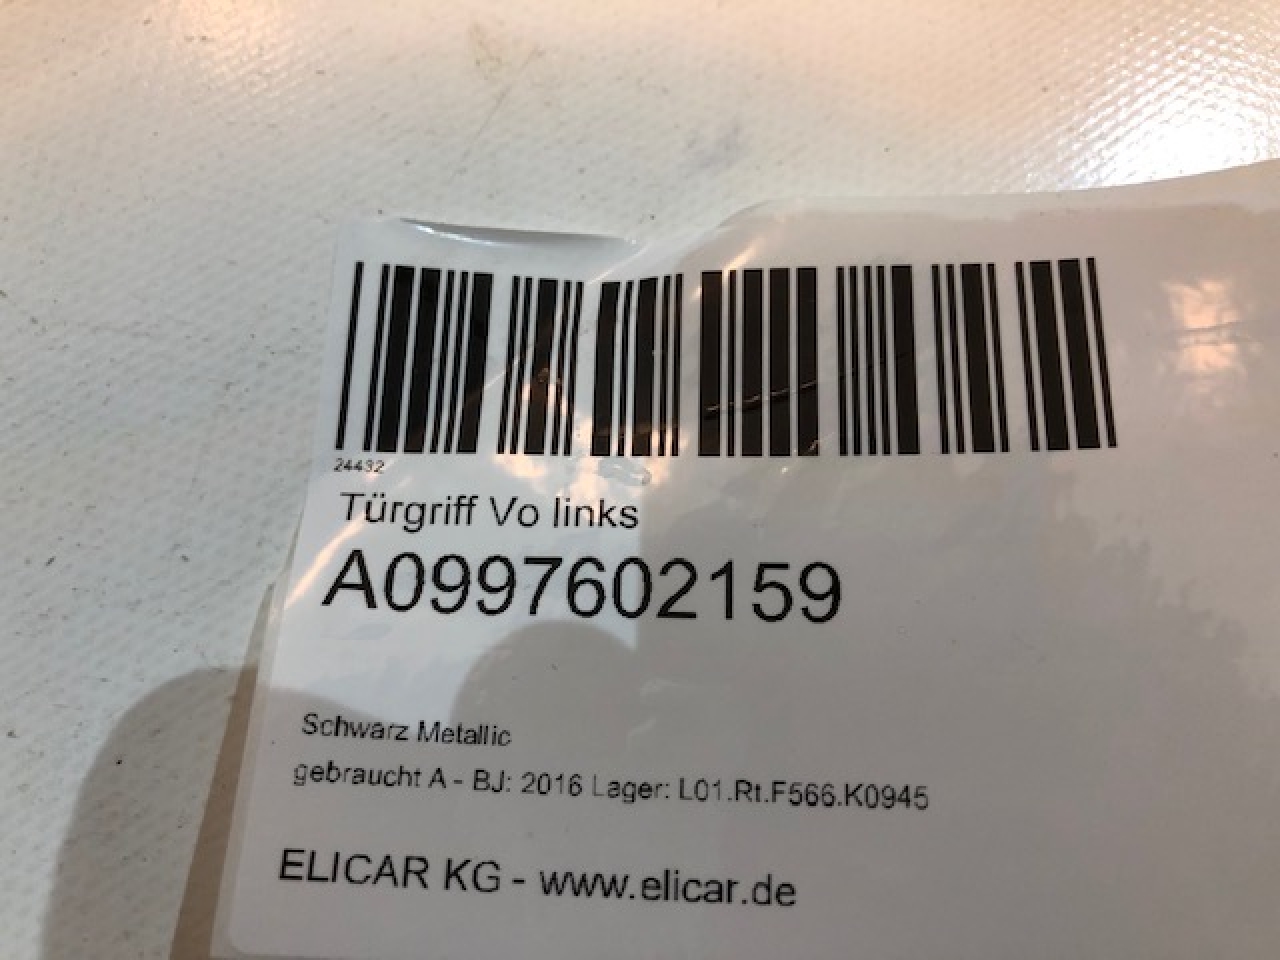 24432
Türgriff Vo links
A0997602159
Schwarz Metallic
gebraucht A - BJ: 2016 Lager: L01.Rt.F566.K0945
ELICAR KG - www.elicar.de